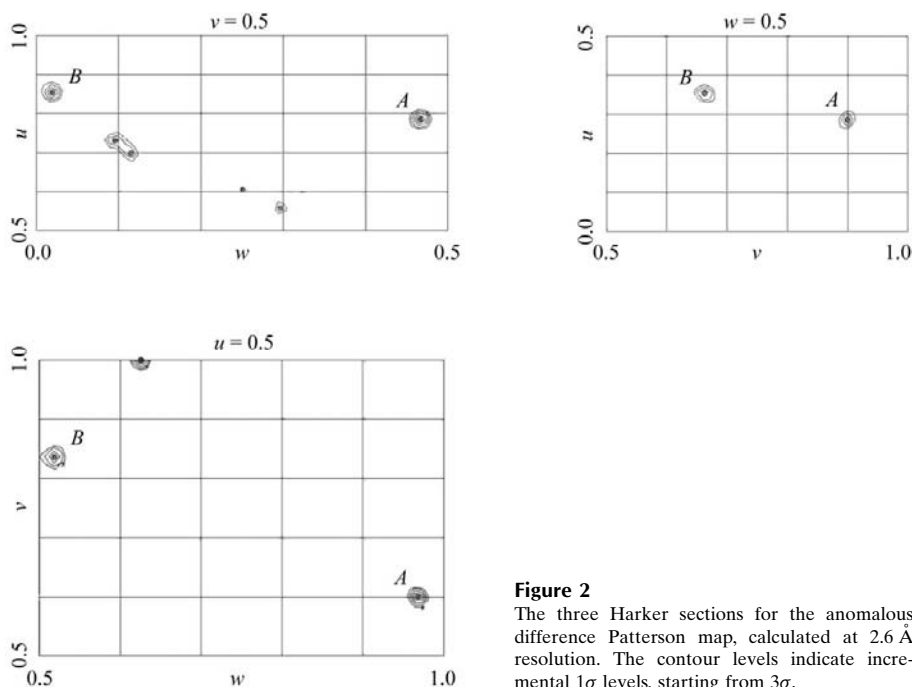 v = 0.5
1.0
B
A
u
0.5
0.0
w
0.5
w = 0.5
0.5
B
A
u
0.0
0.5
v
1.0
u = 0.5
1.0
B
v
A
0.5
0.5
w
1.0
Figure 2
The three Harker sections for the anomalous
difference Patterson map, calculated at 2.6 Å
resolution. The contour levels indicate incre-
mental 1σ levels, starting from 3σ.